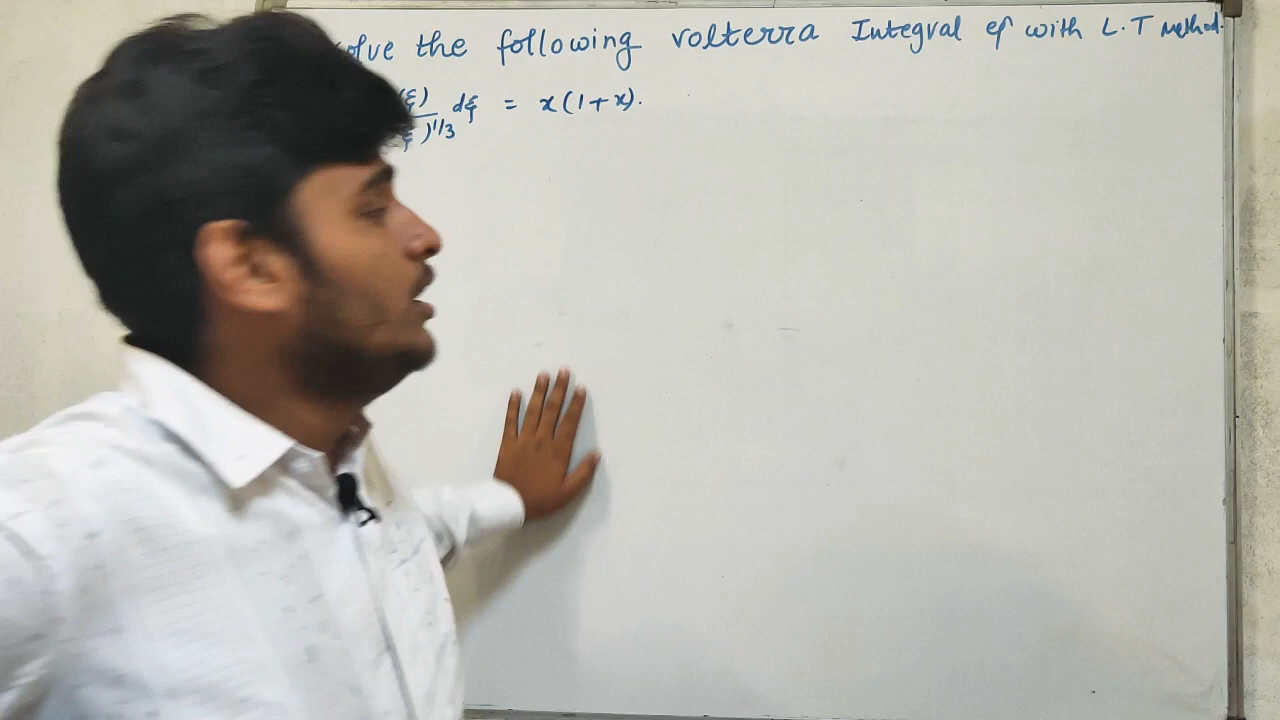 olve the following volterra Integral eq with L.T method.
(ξ)/ξ)^1/3 dξ = x(1+x).